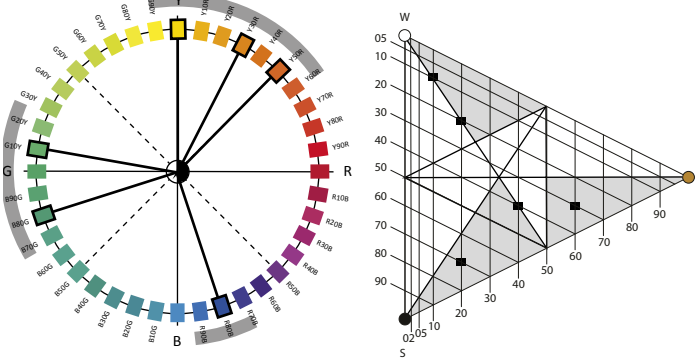 Y
Y10R
Y20R
Y30R
Y40R
Y50R
Y60R
Y70R
Y80R
Y90R
R
R10B
R20B
R30B
R40B
R50B
R60B
R70B
R80B
R90B
B
B10G
B20G
B30G
B40G
B50G
B60G
B70G
B80G
B90G
G
G10Y
G20Y
G30Y
G40Y
G50Y
G60Y
G70Y
G80Y
G90Y
W
05
10
20
30
40
50
60
70
80
90
S
02
05
10
20
30
40
50
60
70
80
90